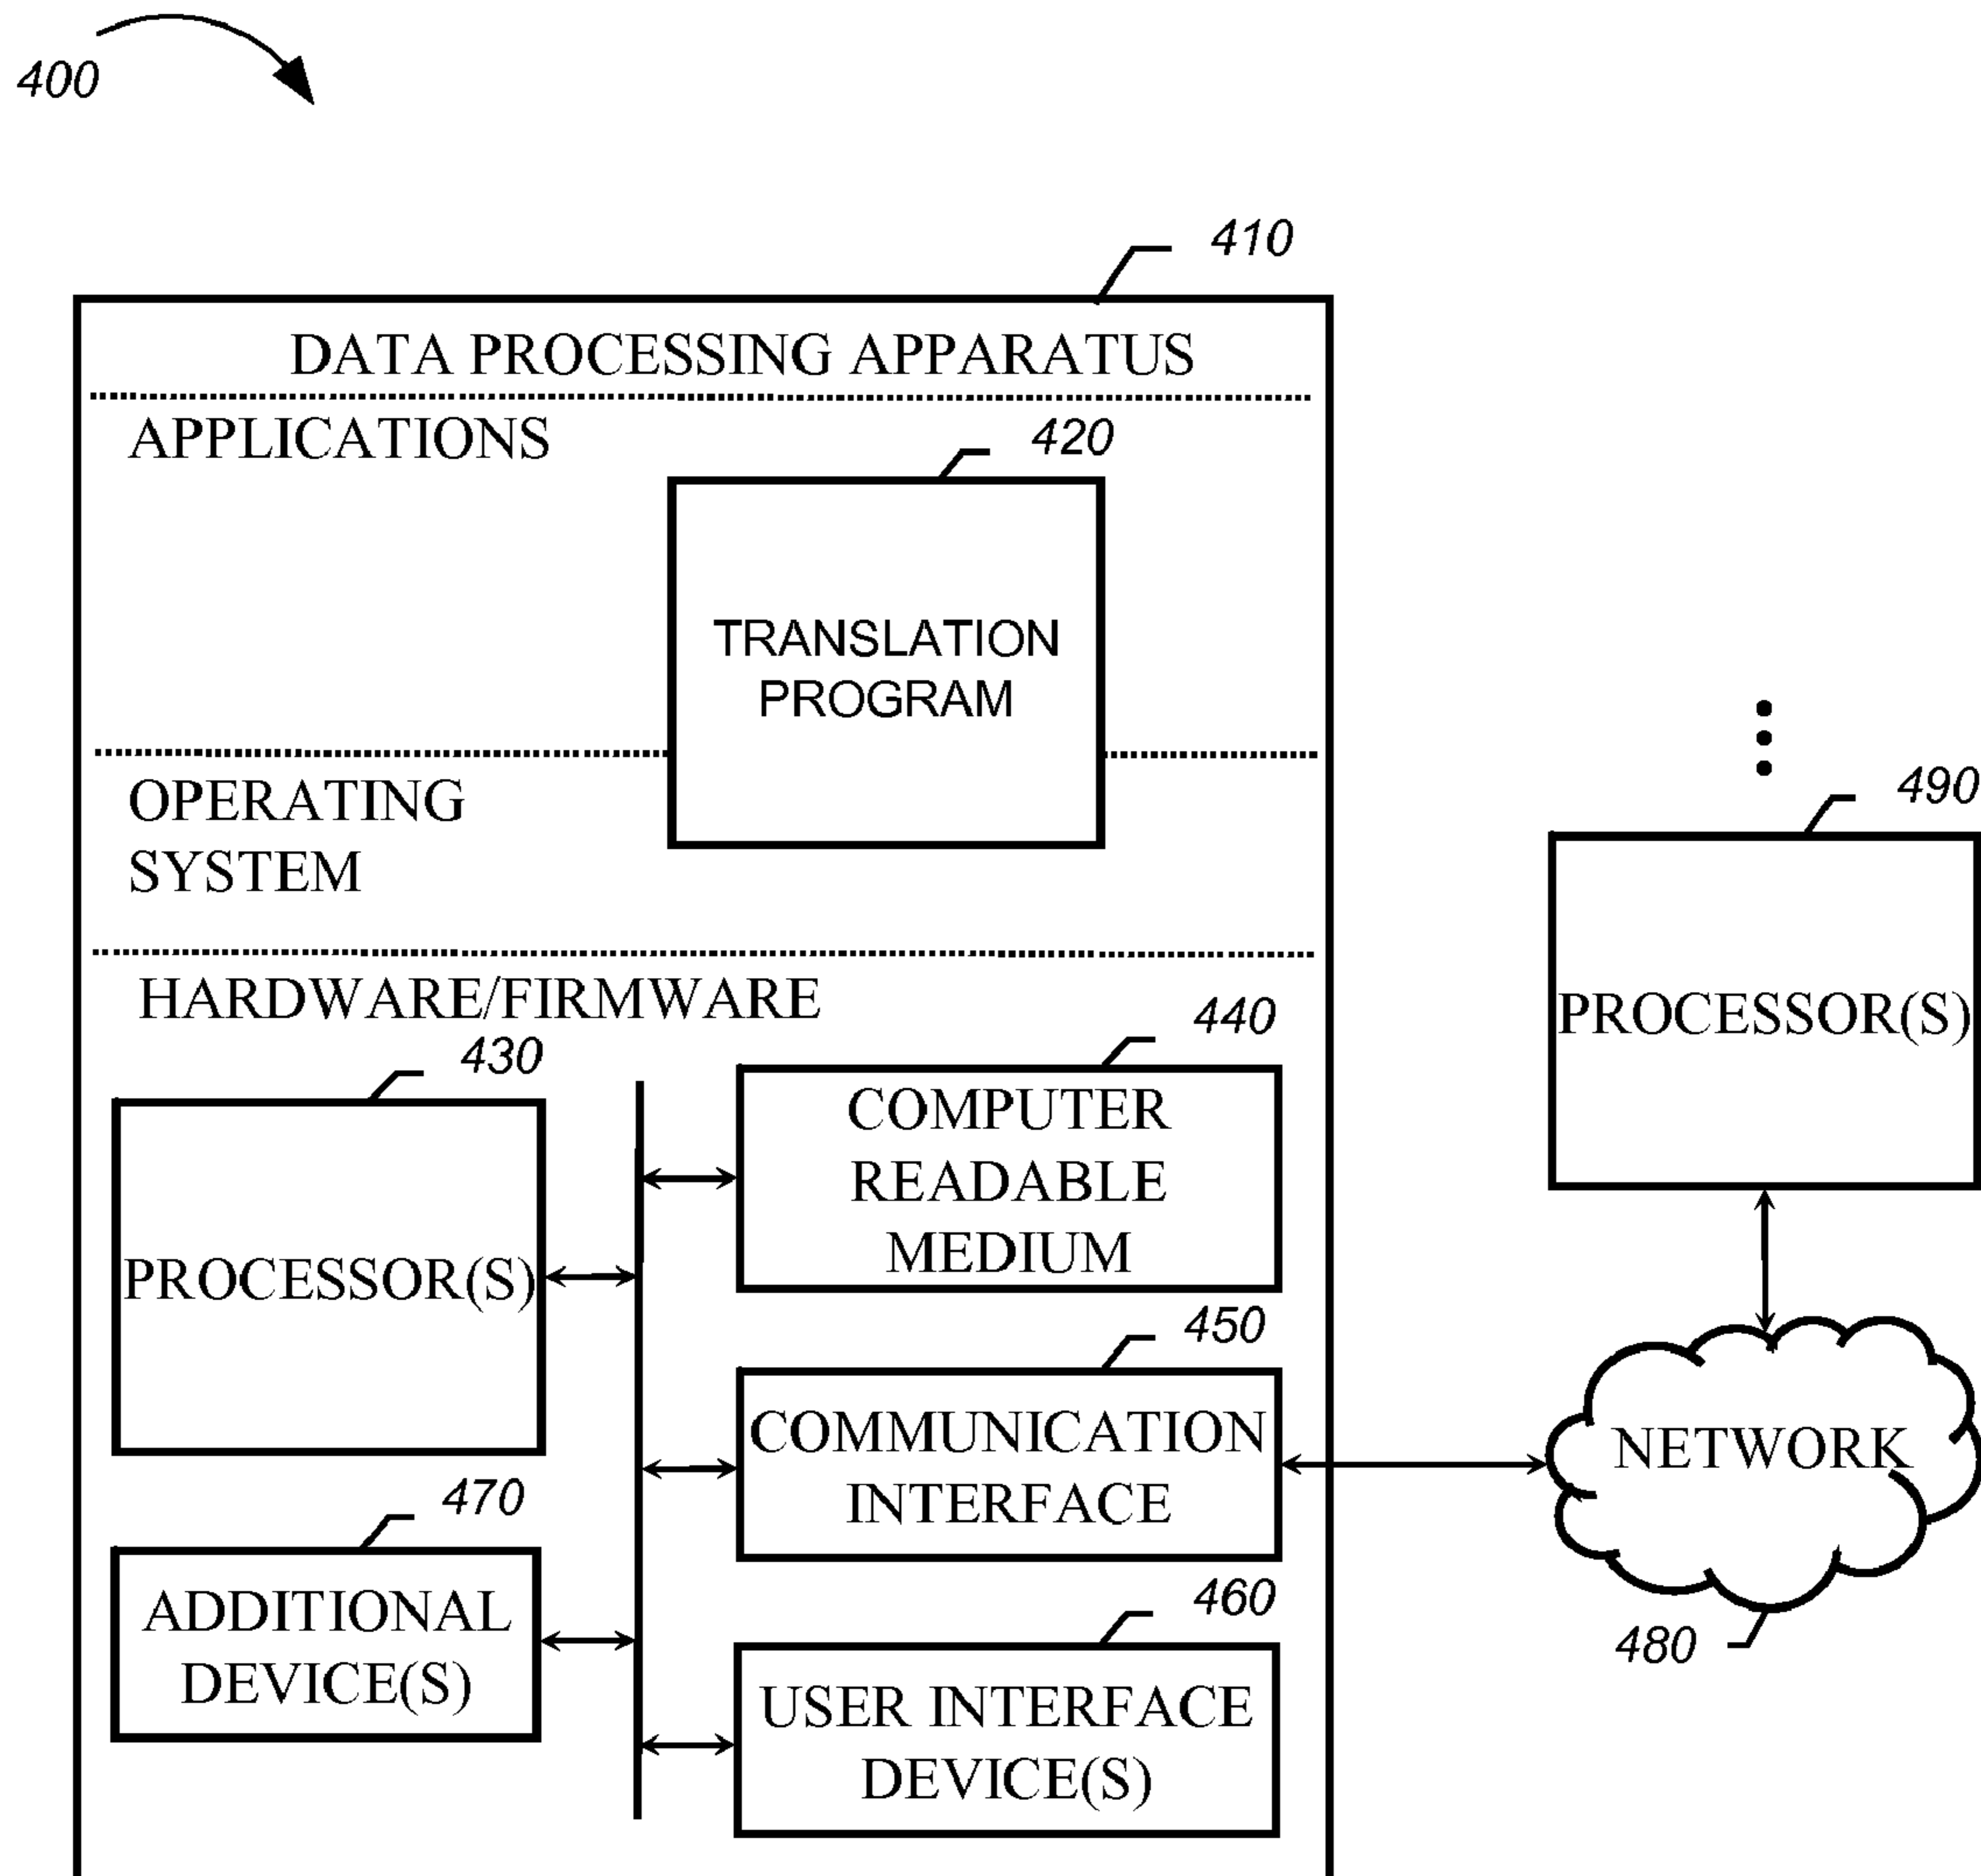 400
410
DATA PROCESSING APPARATUS
APPLICATIONS
420
TRANSLATION
PROGRAM
OPERATING
SYSTEM
490
PROCESSOR(S)
HARDWARE/FIRMWARE
430
PROCESSOR(S)
440
COMPUTER
READABLE
MEDIUM
450
COMMUNICATION
INTERFACE
NETWORK
480
470
ADDITIONAL
DEVICE(S)
460
USER INTERFACE
DEVICE(S)